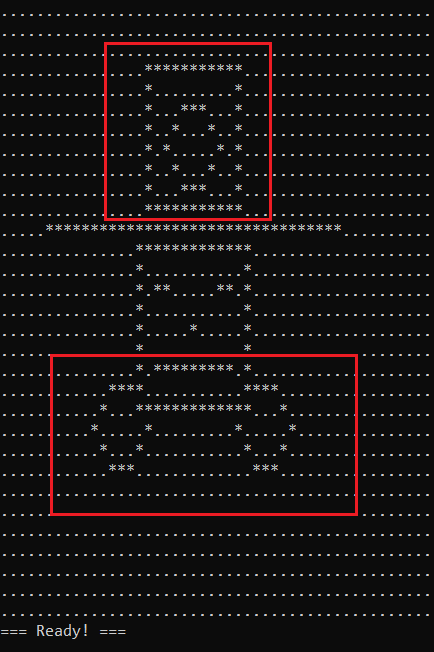 === Ready! ===